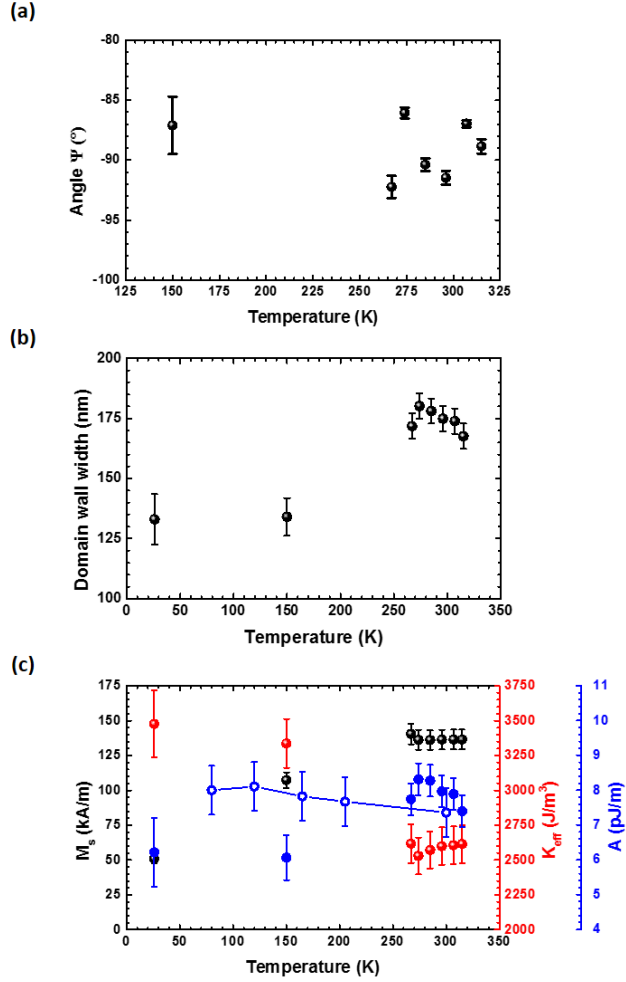 (a)
-80
-85
-90
-95
-100
Angle Ψ (°)
125 150 175 200 225 250 275 300 325
Temperature (K)
(b)
200
175
150
125
100
Domain wall width (nm)
0 50 100 150 200 250 300 350
Temperature (K)
(c)
175
150
125
100
75
50
25
0
Ms (kA/m)
3750
3500
3250
3000
2750
2500
2250
2000
Keff (J/m³)
11
10
9
8
7
6
5
4
A (pJ/m)
0 50 100 150 200 250 300 350
Temperature (K)